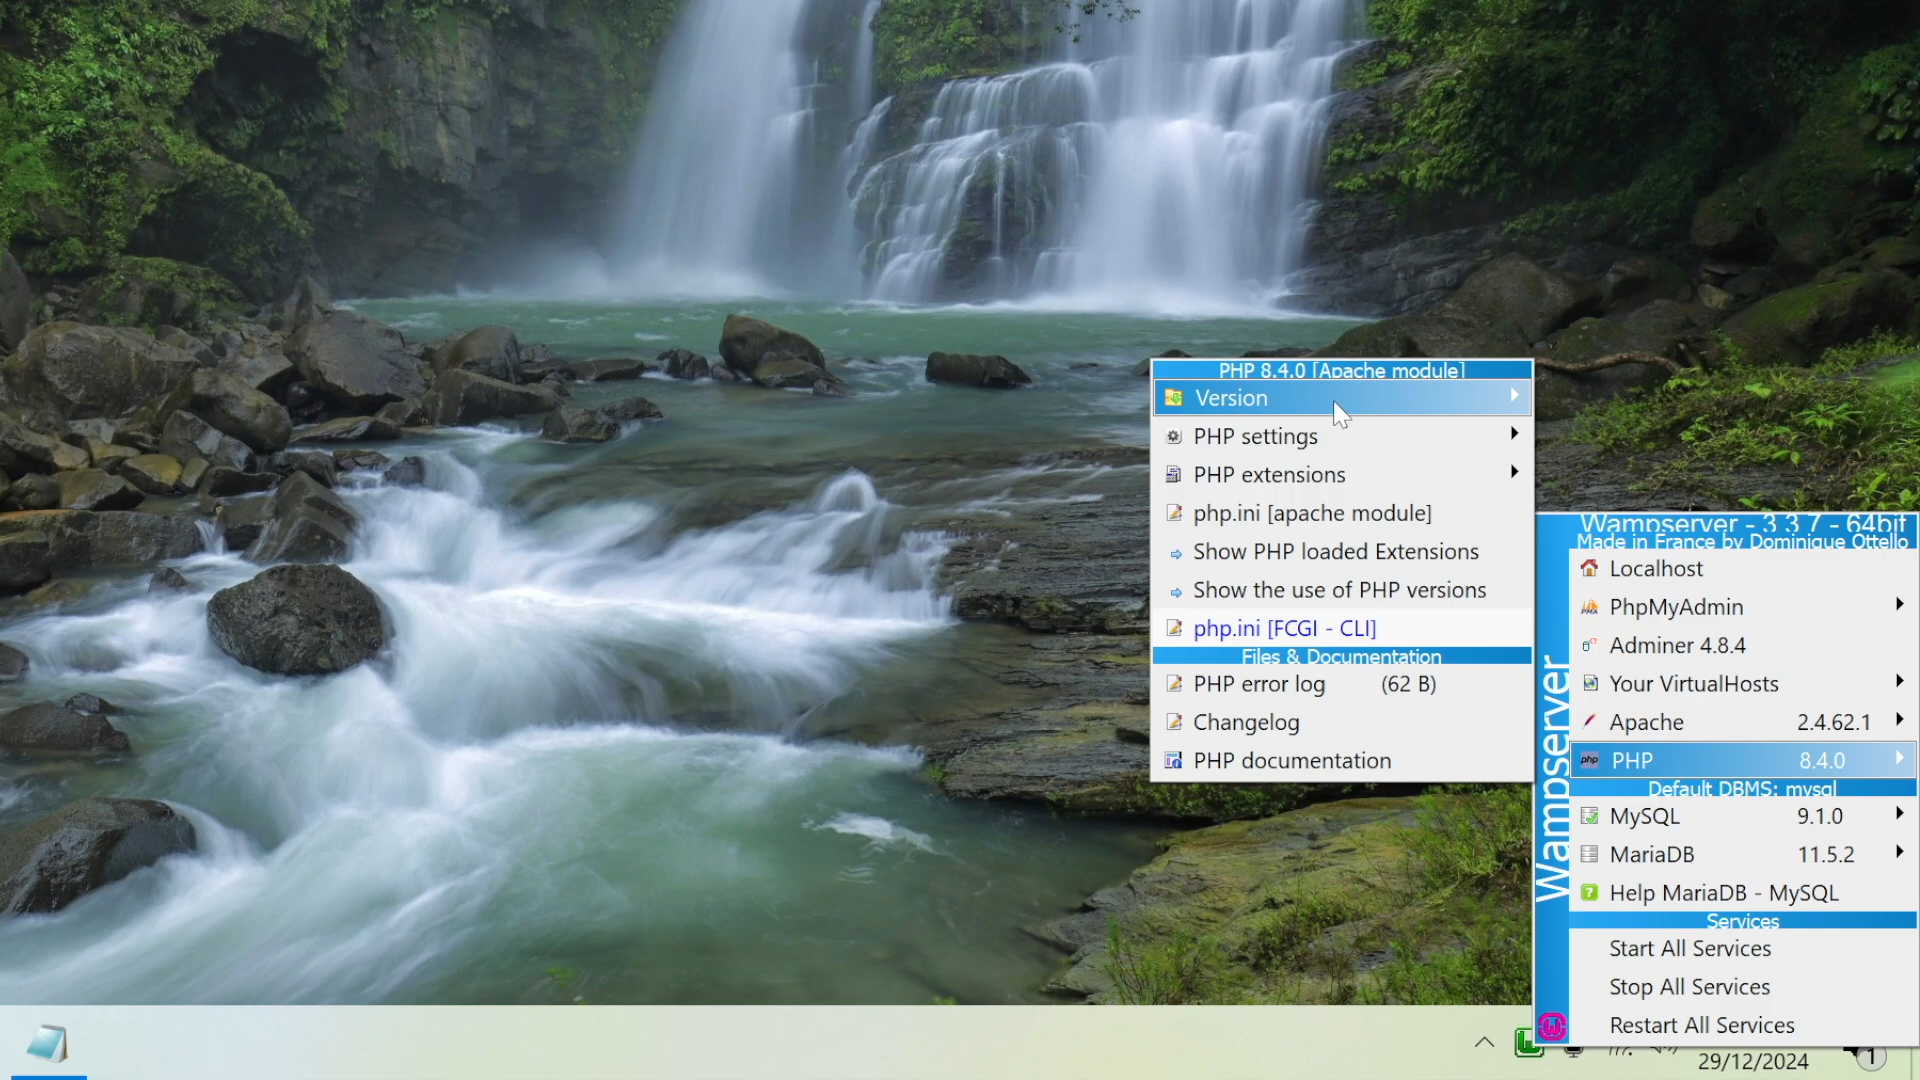 PHP 8.4.0 [Apache module]
Version
PHP settings
PHP extensions
php.ini [apache module]
Show PHP loaded Extensions
Show the use of PHP versions
php.ini [FCGI - CLI]
Files & Documentation
PHP error log (62 B)
Changelog
PHP documentation
Wampserver - 3.3.7 - 64bit
Made in France by Dominique Ottello
Wampserver
Localhost
PhpMyAdmin
Adminer 4.8.4
Your VirtualHosts
Apache 2.4.62.1
php PHP 8.4.0
Default DBMS: mysql
MySQL 9.1.0
MariaDB 11.5.2
? Help MariaDB - MySQL
Services
Start All Services
Stop All Services
Restart All Services
29/12/2024
1